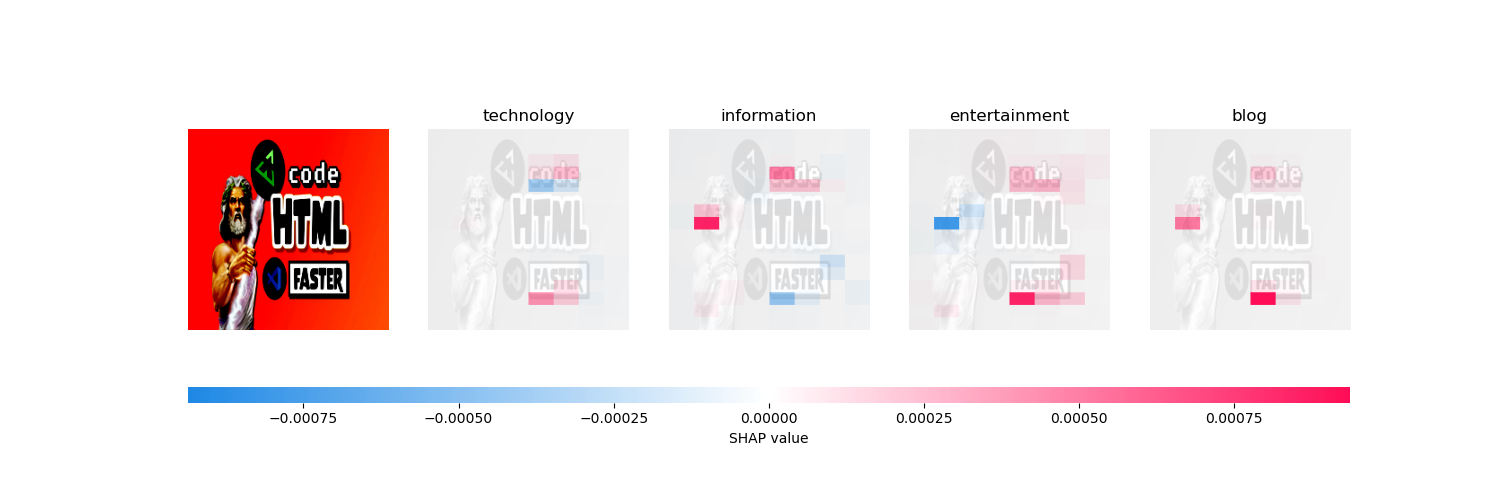 technology
information
entertainment
blog
code
HTML
FASTER
code
HTML
FASTER
code
HTML
FASTER
code
HTML
FASTER
code
HTML
FASTER
−0.00075
−0.00050
−0.00025
0.00000
0.00025
0.00050
0.00075
SHAP value